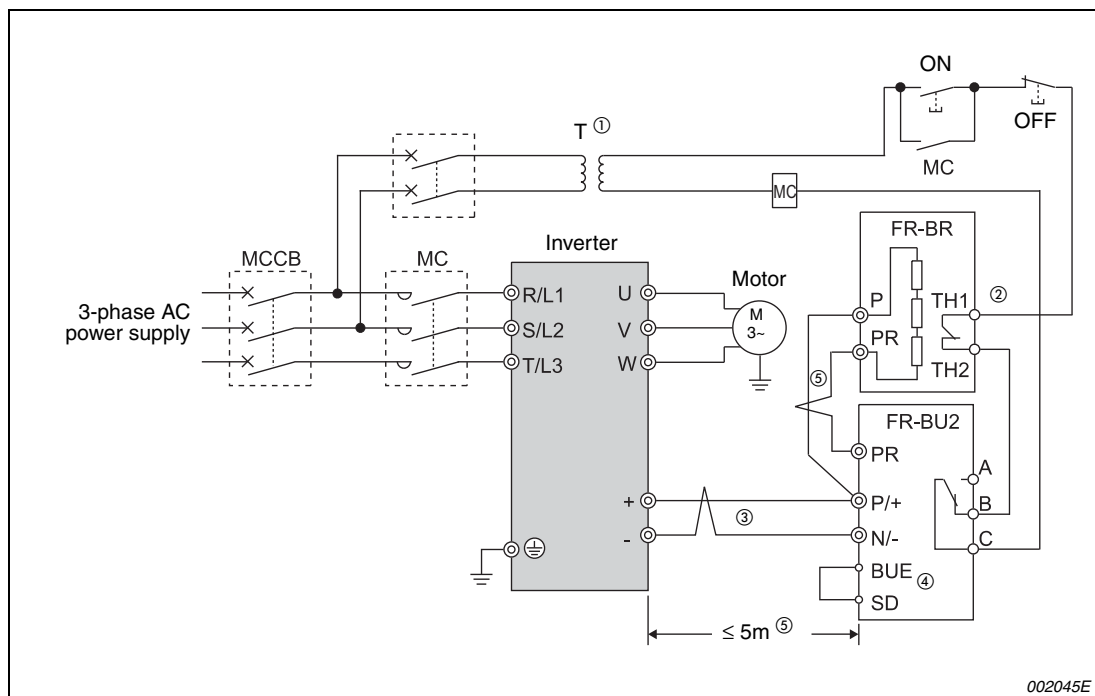 ON
OFF
T ①
MC
MC
FR-BR
MCCB
MC
Inverter
Motor
3-phase AC
power supply
R/L1
S/L2
T/L3
U
V
W
M
3~
P
PR
TH1
②
TH2
⑤
FR-BU2
PR
A
B
C
+
-
③
P/+
N/-
BUE ④
SD
≤ 5m ⑤
002045E